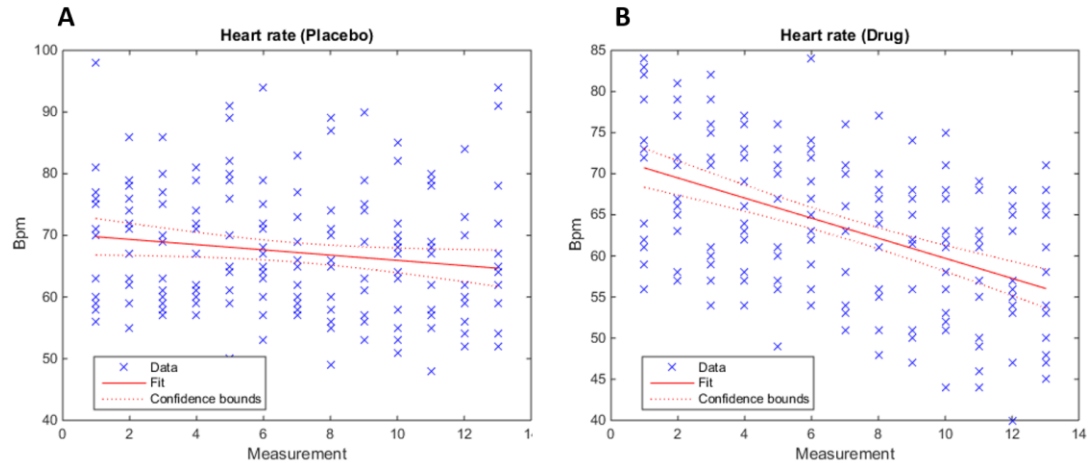 A
Heart rate (Placebo)
100
90
80
70
60
50
40
Bpm
Data
Fit
Confidence bounds
0 2 4 6 8 10 12 14
Measurement
B
Heart rate (Drug)
85
80
75
70
65
60
55
50
45
40
Bpm
Data
Fit
Confidence bounds
0 2 4 6 8 10 12 14
Measurement